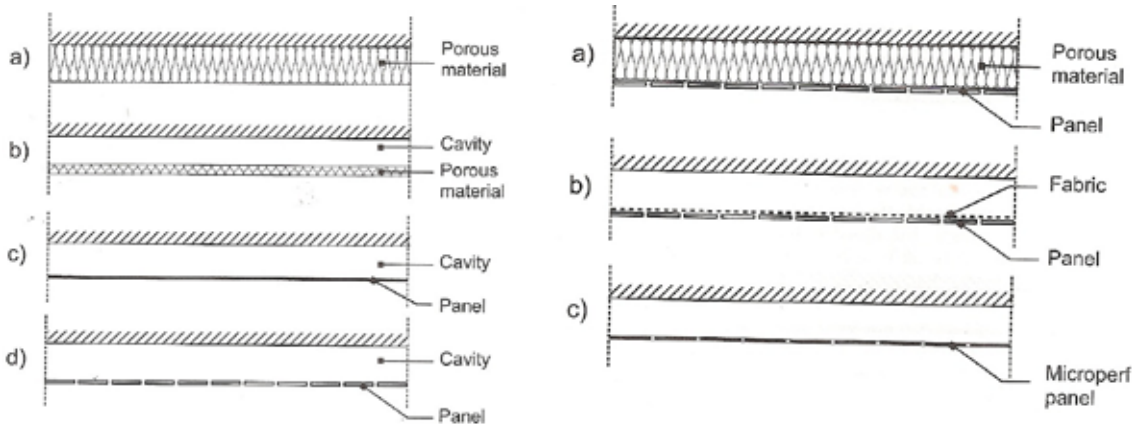 a)
Porous
material
b)
Cavity
Porous
material
c)
Cavity
Panel
d)
Cavity
Panel
a)
Porous
material
Panel
b)
Fabric
Panel
c)
Microperf
panel